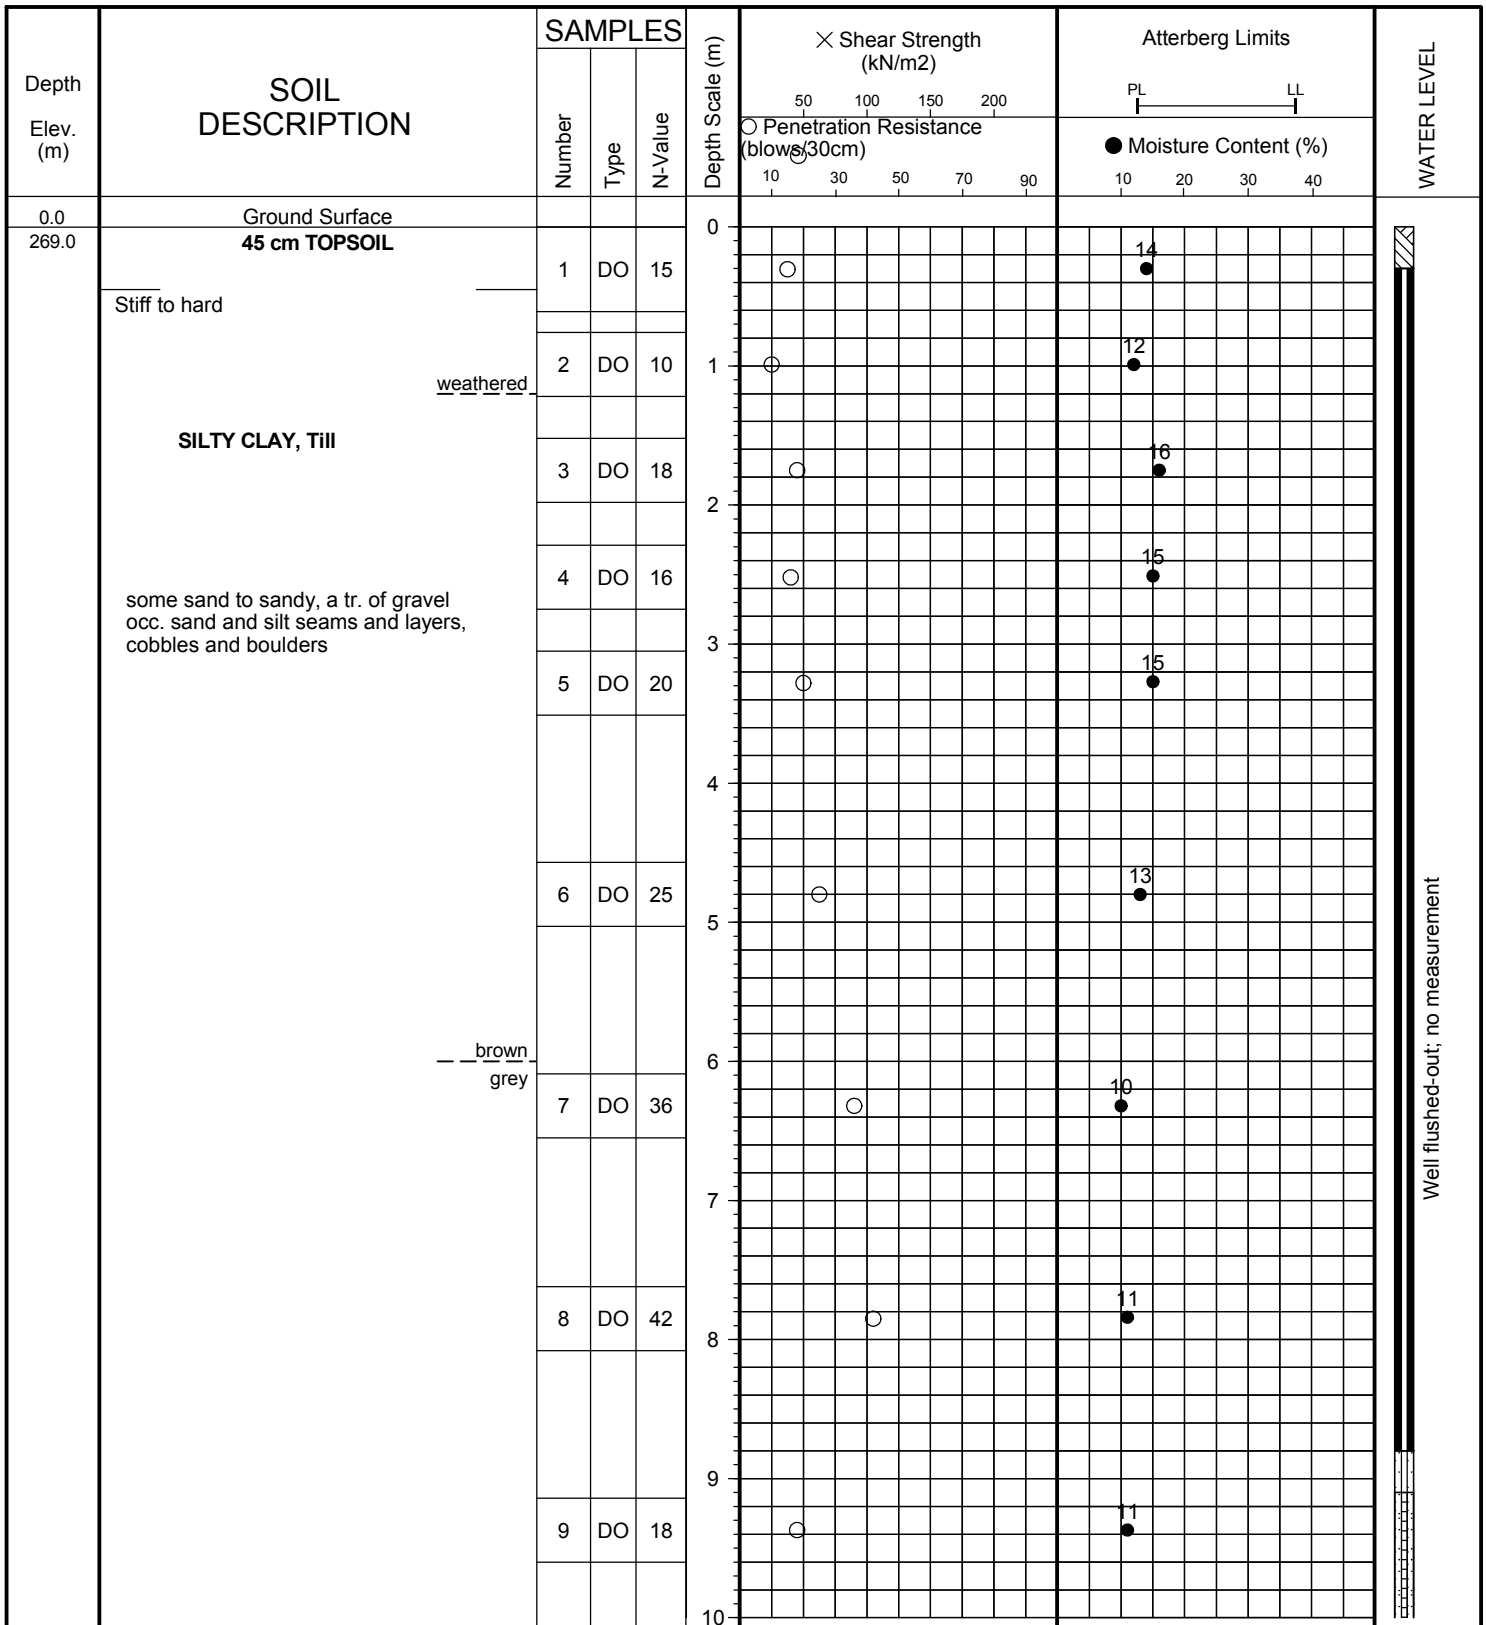 Depth
Elev.
(m)
SOIL
DESCRIPTION
SAMPLES
Number
Type
N-Value
Depth Scale (m)
× Shear Strength
(kN/m2)
50 100 150 200
○ Penetration Resistance
(blows/30cm)
10 30 50 70 90
Atterberg Limits
PL LL
● Moisture Content (%)
10 20 30 40
WATER LEVEL
0.0 Ground Surface
269.0 45 cm TOPSOIL
0
14
1 DO 15
Stiff to hard
12
2 DO 10
1
weathered
SILTY CLAY, Till
16
3 DO 18
2
15
4 DO 16
some sand to sandy, a tr. of gravel
occ. sand and silt seams and layers,
cobbles and boulders
3
15
5 DO 20
4
13
6 DO 25
5
Well flushed-out; no measurement
brown
6
grey
10
7 DO 36
7
11
8 DO 42
8
9
11
9 DO 18
10